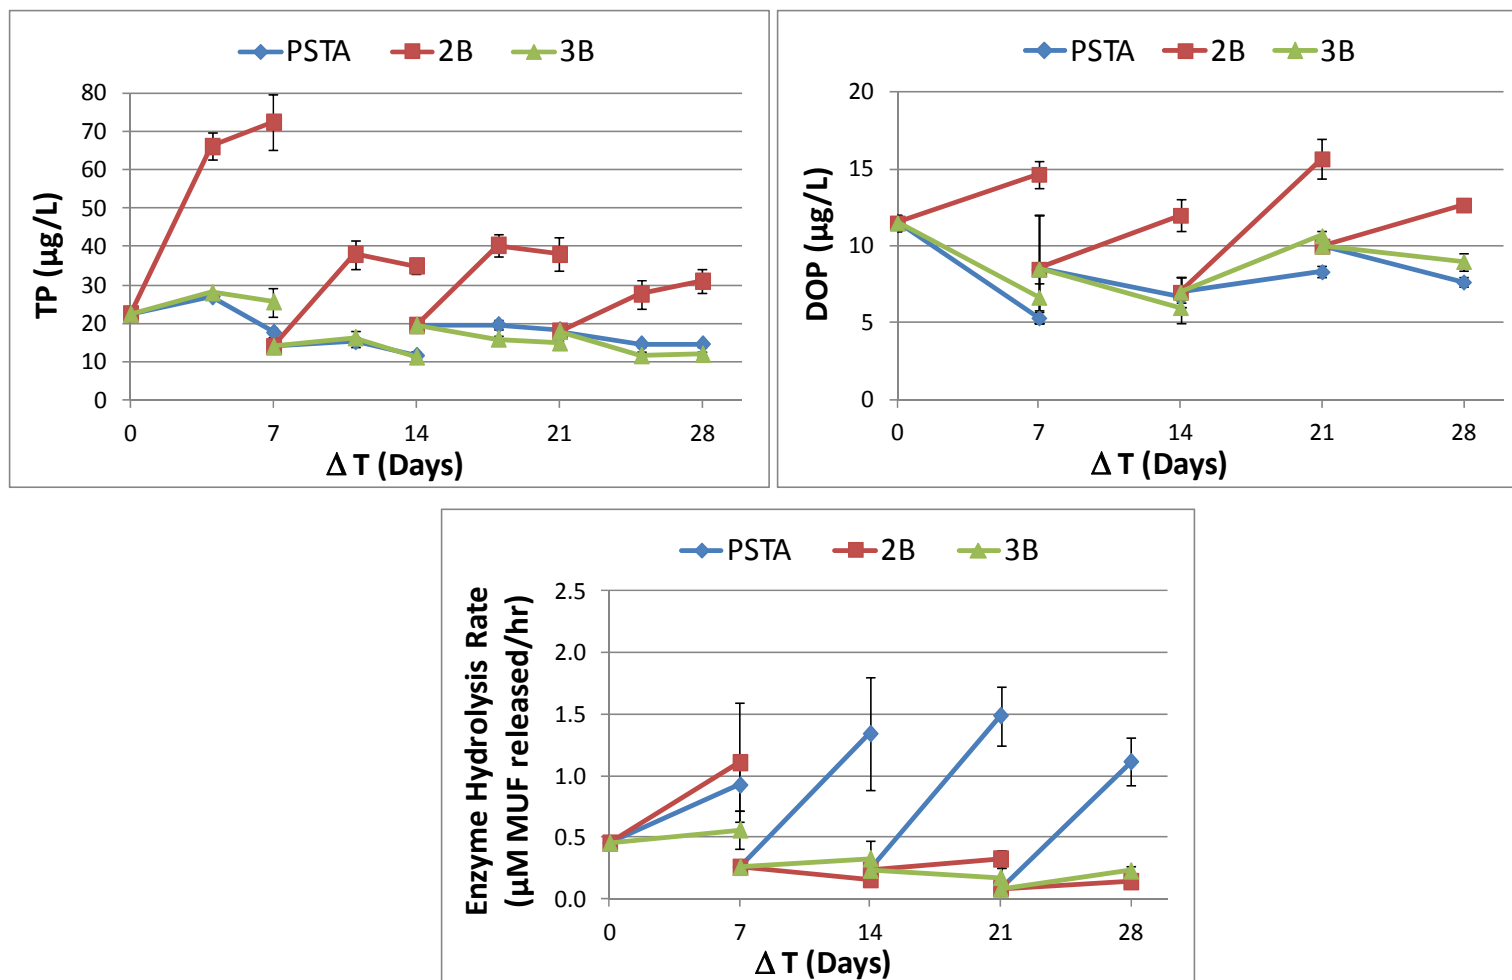 PSTA 2B 3B
TP (µg/L)
80
70
60
50
40
30
20
10
0
0 7 14 21 28
Δ T (Days)
PSTA 2B 3B
DOP (µg/L)
20
15
10
5
0
0 7 14 21 28
Δ T (Days)
PSTA 2B 3B
Enzyme Hydrolysis Rate
(µM MUF released/hr)
2.5
2.0
1.5
1.0
0.5
0.0
0 7 14 21 28
Δ T (Days)